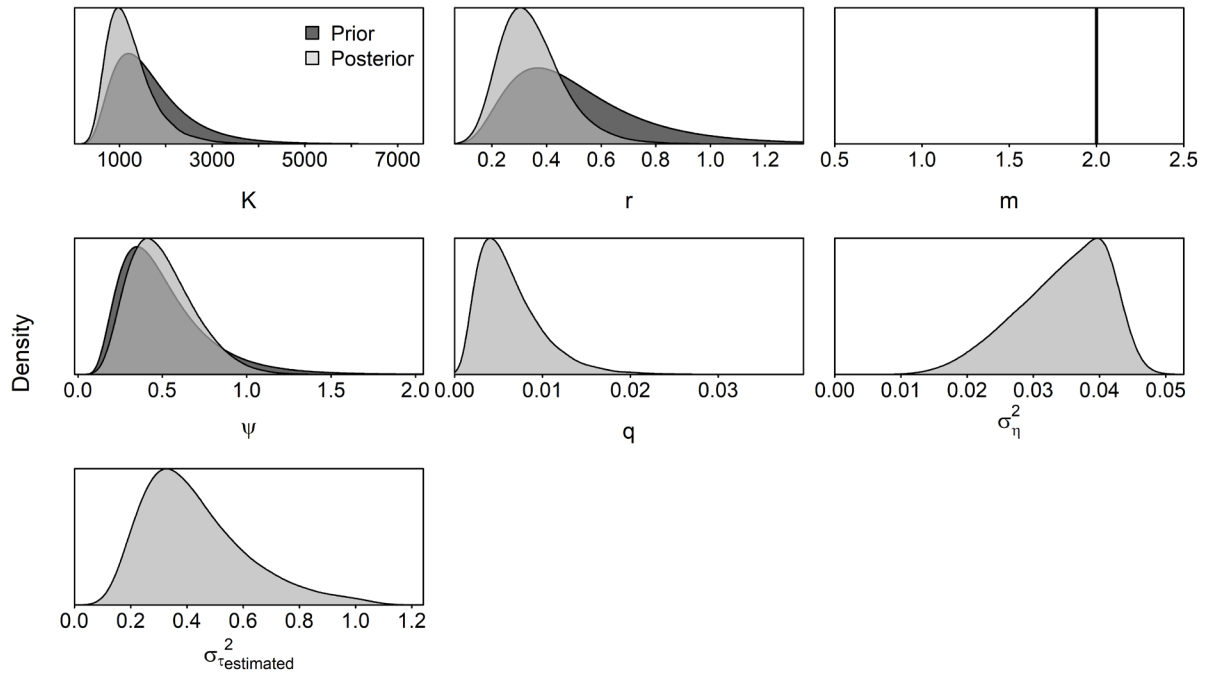 Prior
Posterior
1000 3000 5000 7000
K
0.2 0.4 0.6 0.8 1.0 1.2
r
0.5 1.0 1.5 2.0 2.5
m
Density
0.0 0.5 1.0 1.5 2.0
ψ
0.00 0.01 0.02 0.03
q
0.00 0.01 0.02 0.03 0.04 0.05
σ²η
0.0 0.2 0.4 0.6 0.8 1.0 1.2
σ²τestimated